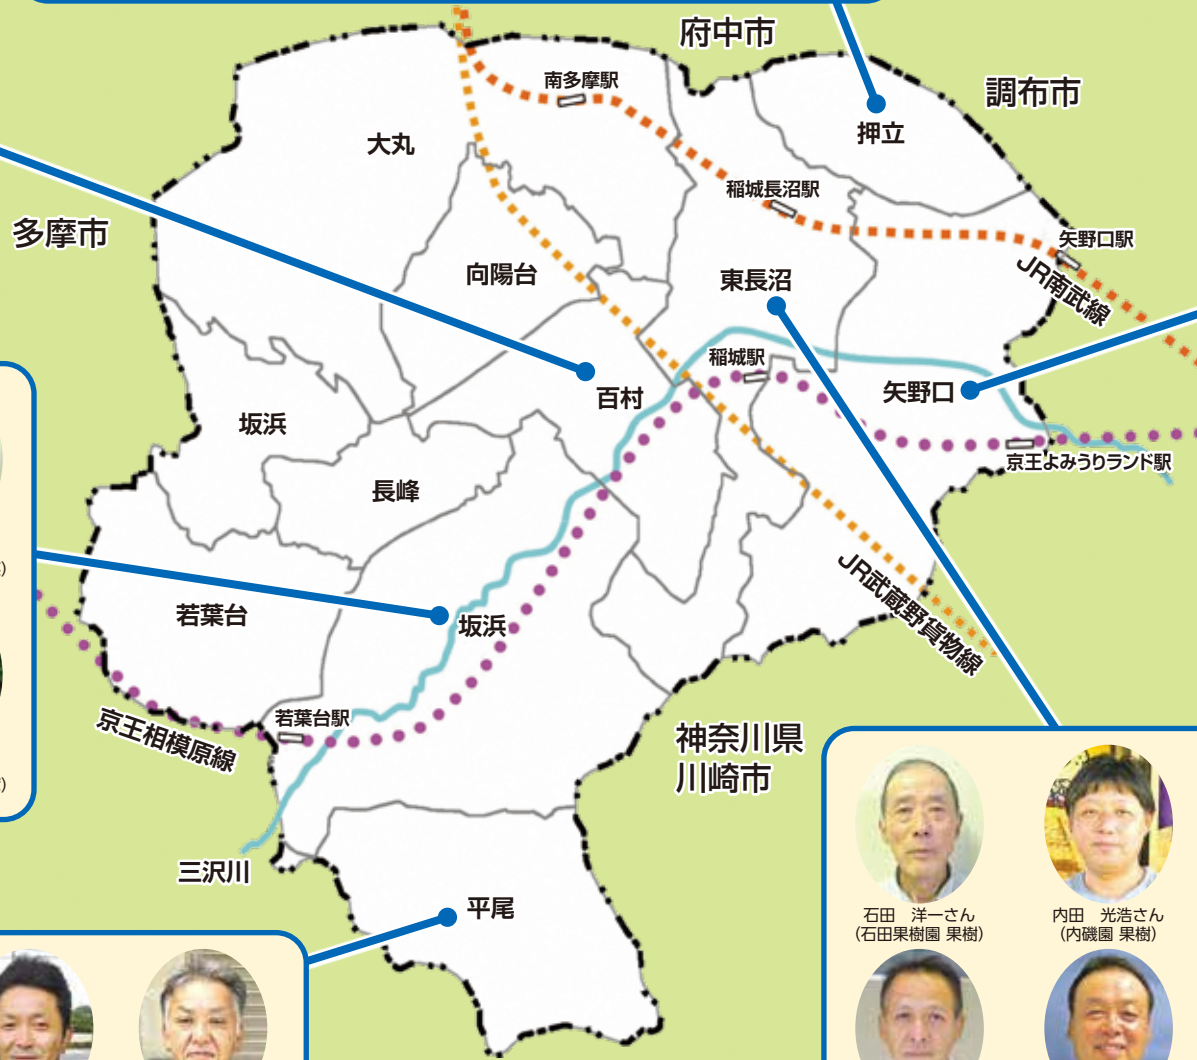 府中市
調布市
南多摩駅
大丸
押立
稲城長沼駅
多摩市
矢野口駅
向陽台
東長沼
JR南武線
稲城駅
百村
矢野口
坂浜
京王よみうりランド駅
長峰
JR武蔵野貨物線
若葉台
坂浜
若葉台駅
京王相模原線
神奈川県
川崎市
三沢川
平尾
石田 洋一さん
(石田果樹園 果樹)
内田 光浩さん
(内磯園 果樹)